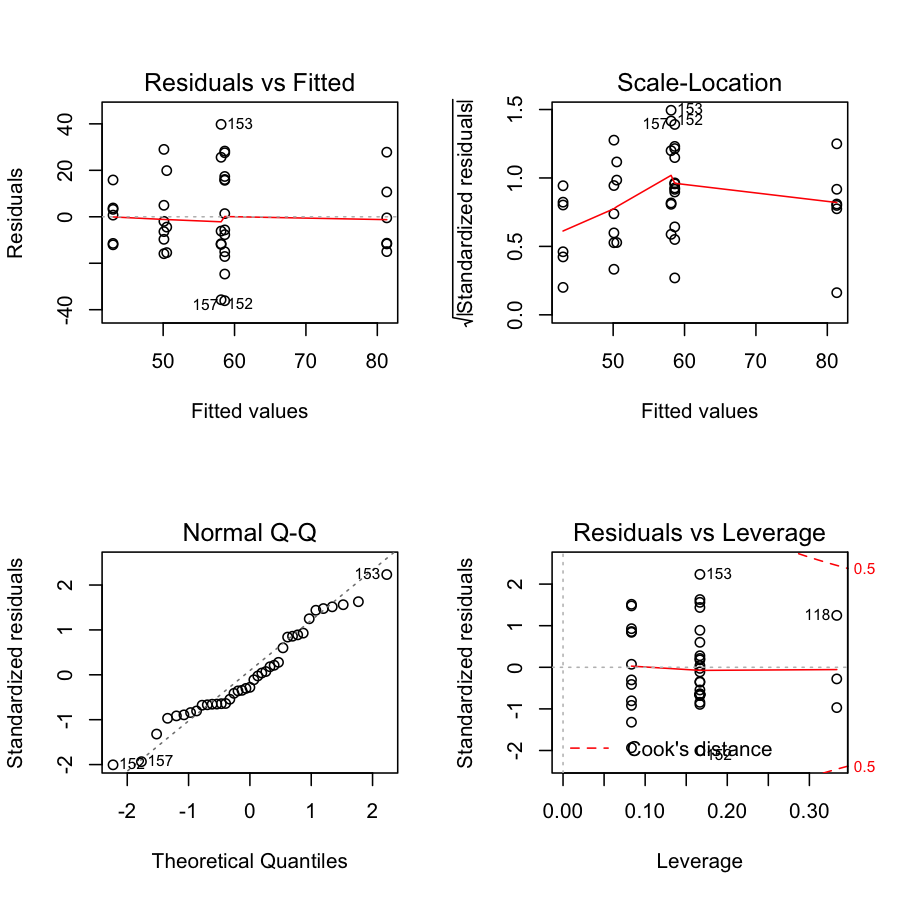 Residuals vs Fitted
40
20
0
-40
Residuals
153
157
152
50 60 70 80
Fitted values
Scale-Location
1.5
1.0
0.5
0.0
√|Standardized residuals|
153
152
157
50 60 70 80
Fitted values
Normal Q-Q
2
1
0
-1
-2
Standardized residuals
153
152
157
-2 -1 0 1 2
Theoretical Quantiles
Residuals vs Leverage
2
1
0
-1
-2
Standardized residuals
0.5
153
118
Cook's distance
152
0.5
0.00 0.10 0.20 0.30
Leverage